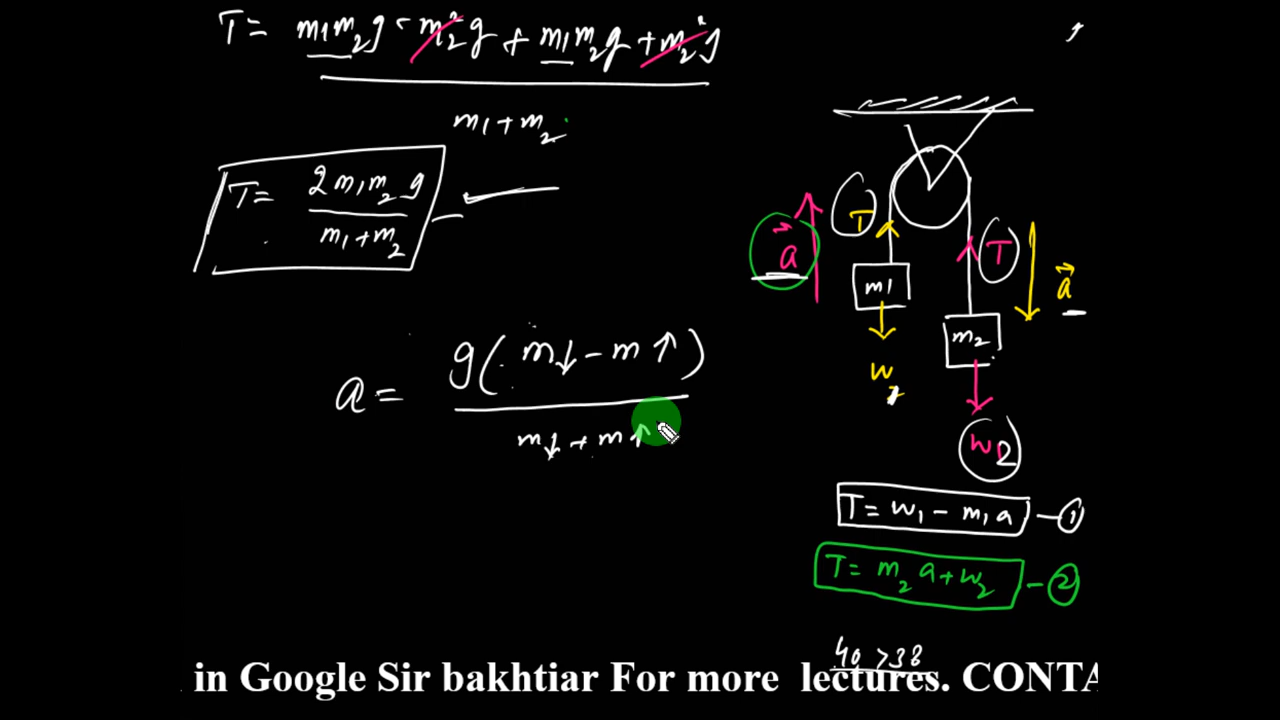 T = m1m2g - m2²g + m1m2g + m2²g
m1 + m2
T = 2m1m2g
m1 + m2
a = g( m↓ - m↑ )
m↓ + m↑
T
a
T
a
m1
m2
w1
w2
T = w1 - m1a - 1
T = m2a + w2 - 2
40 > 38
in Google Sir bakhtiar For more lectures. CONTA